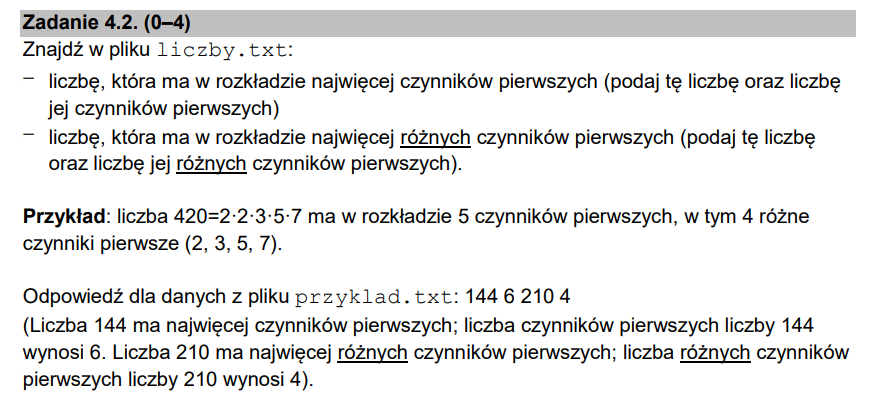 Zadanie 4.2. (0–4)
Znajdź w pliku liczby.txt:
– liczbę, która ma w rozkładzie najwięcej czynników pierwszych (podaj tę liczbę oraz liczbę
jej czynników pierwszych)
– liczbę, która ma w rozkładzie najwięcej różnych czynników pierwszych (podaj tę liczbę
oraz liczbę jej różnych czynników pierwszych).
Przykład: liczba 420=2·2·3·5·7 ma w rozkładzie 5 czynników pierwszych, w tym 4 różne
czynniki pierwsze (2, 3, 5, 7).
Odpowiedź dla danych z pliku przyklad.txt: 144 6 210 4
(Liczba 144 ma najwięcej czynników pierwszych; liczba czynników pierwszych liczby 144
wynosi 6. Liczba 210 ma najwięcej różnych czynników pierwszych; liczba różnych czynników
pierwszych liczby 210 wynosi 4).